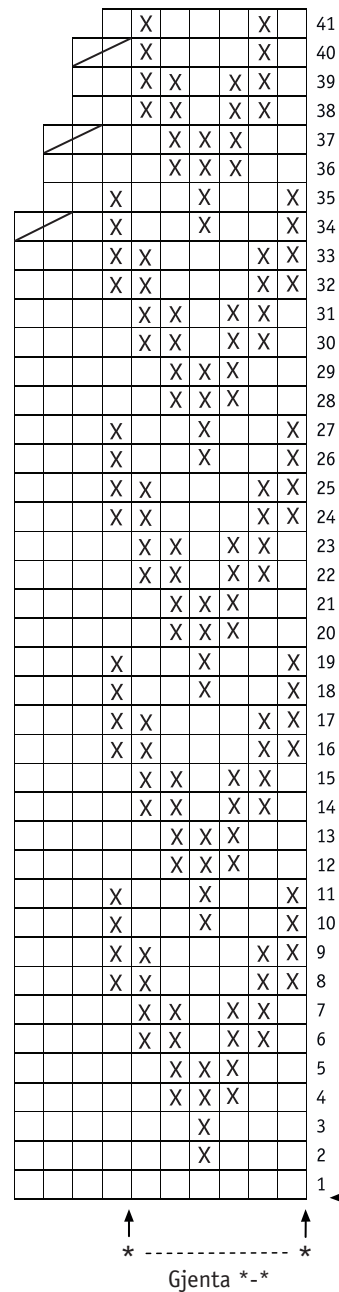 X X 41
X X 40
X X X X 39
X X X X 38
X X X 37
X X X 36
X X X 35
X X X 34
X X X X 33
X X X X 32
X X X X 31
X X X X 30
X X X 29
X X X 28
X X X 27
X X X 26
X X X X 25
X X X X 24
X X X X 23
X X X X 22
X X X 21
X X X 20
X X X 19
X X X 18
X X X X 17
X X X X 16
X X X X 15
X X X X 14
X X X 13
X X X 12
X X X 11
X X X 10
X X X X 9
X X X X 8
X X X X 7
X X X X 6
X X X 5
X X X 4
X 3
X 2
1
* ------------- *
Gjenta *-*